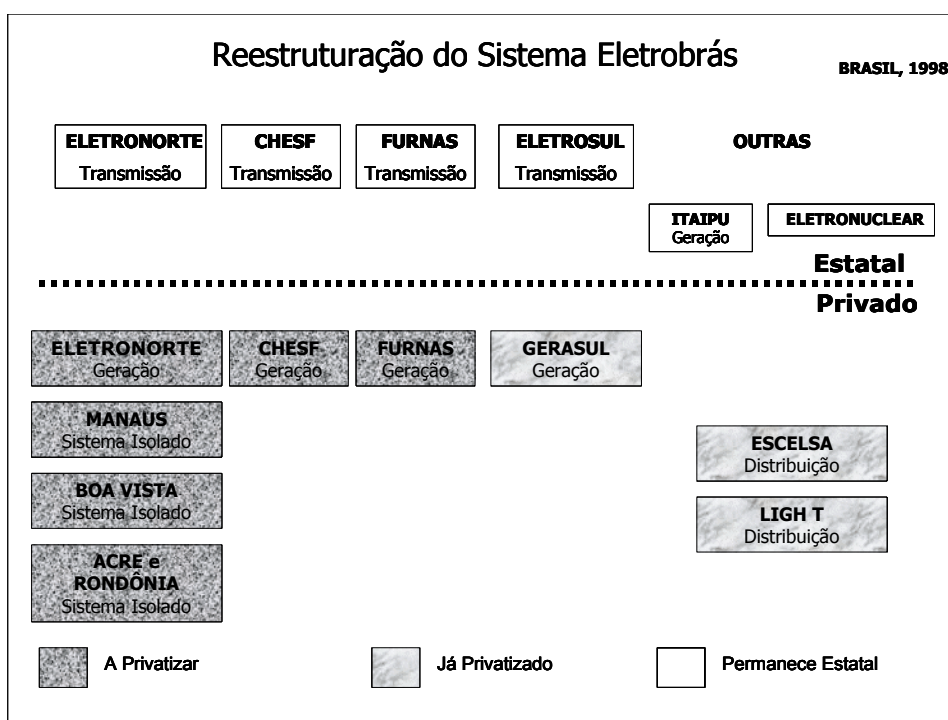 Reestruturação do Sistema Eletrobrás
BRASIL, 1998
ELETRONORTE
Transmissão
CHESF
Transmissão
FURNAS
Transmissão
ELETROSUL
Transmissão
OUTRAS
ITAIPU
Geração
ELETRONUCLEAR
Estatal
Privado
ELETRONORTE
Geração
CHESF
Geração
FURNAS
Geração
GERASUL
Geração
MANAUS
Sistema Isolado
BOA VISTA
Sistema Isolado
ACRE e
RONDÔNIA
Sistema Isolado
ESCELSA
Distribuição
LIGH T
Distribuição
A Privatizar
Já Privatizado
Permanece Estatal